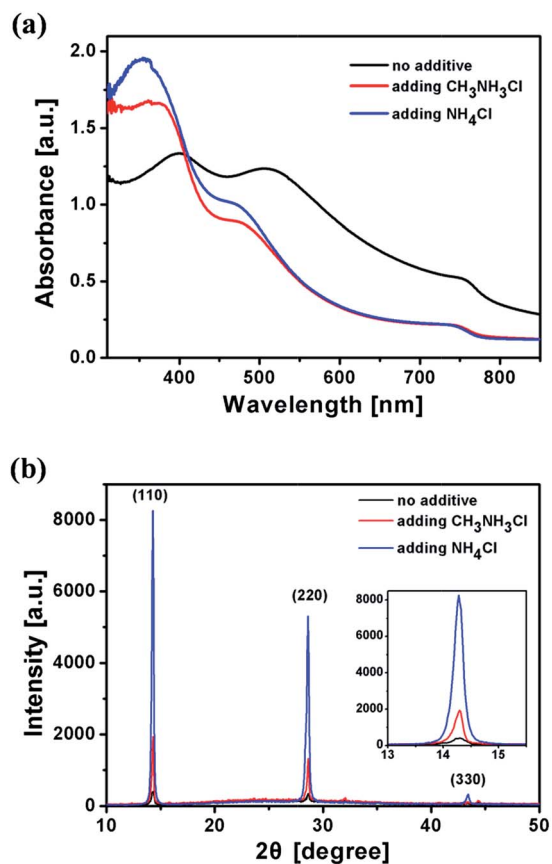 (a)
2.0
1.5
1.0
0.5
0.0
Absorbance [a.u.]
no additive
adding CH₃NH₃Cl
adding NH₄Cl
400 500 600 700 800
Wavelength [nm]
(b)
8000
6000
4000
2000
0
Intensity [a.u.]
(110)
(220)
(330)
no additive
adding CH₃NH₃Cl
adding NH₄Cl
8000
6000
4000
2000
0
13 14 15
10 20 30 40 50
2θ [degree]